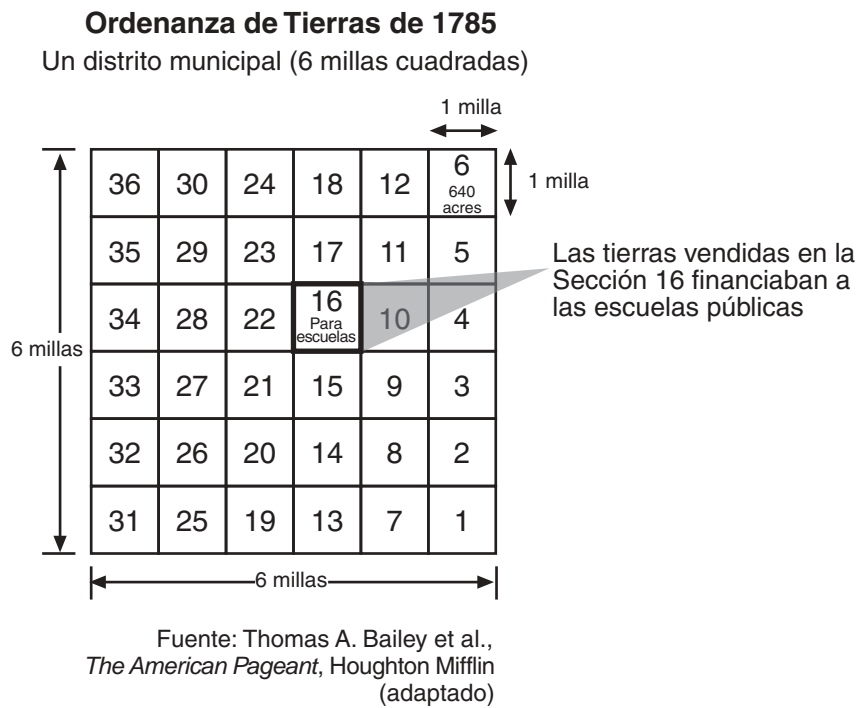 Ordenanza de Tierras de 1785
Un distrito municipal (6 millas cuadradas)
1 milla
36 30 24 18 12 6
640
acres
1 milla
35 29 23 17 11 5
Las tierras vendidas en la
Sección 16 financiaban a
las escuelas públicas
34 28 22 16 10 4
Para
escuelas
6 millas
33 27 21 15 9 3
32 26 20 14 8 2
31 25 19 13 7 1
6 millas
Fuente: Thomas A. Bailey et al.,
The American Pageant, Houghton Mifflin
(adaptado)